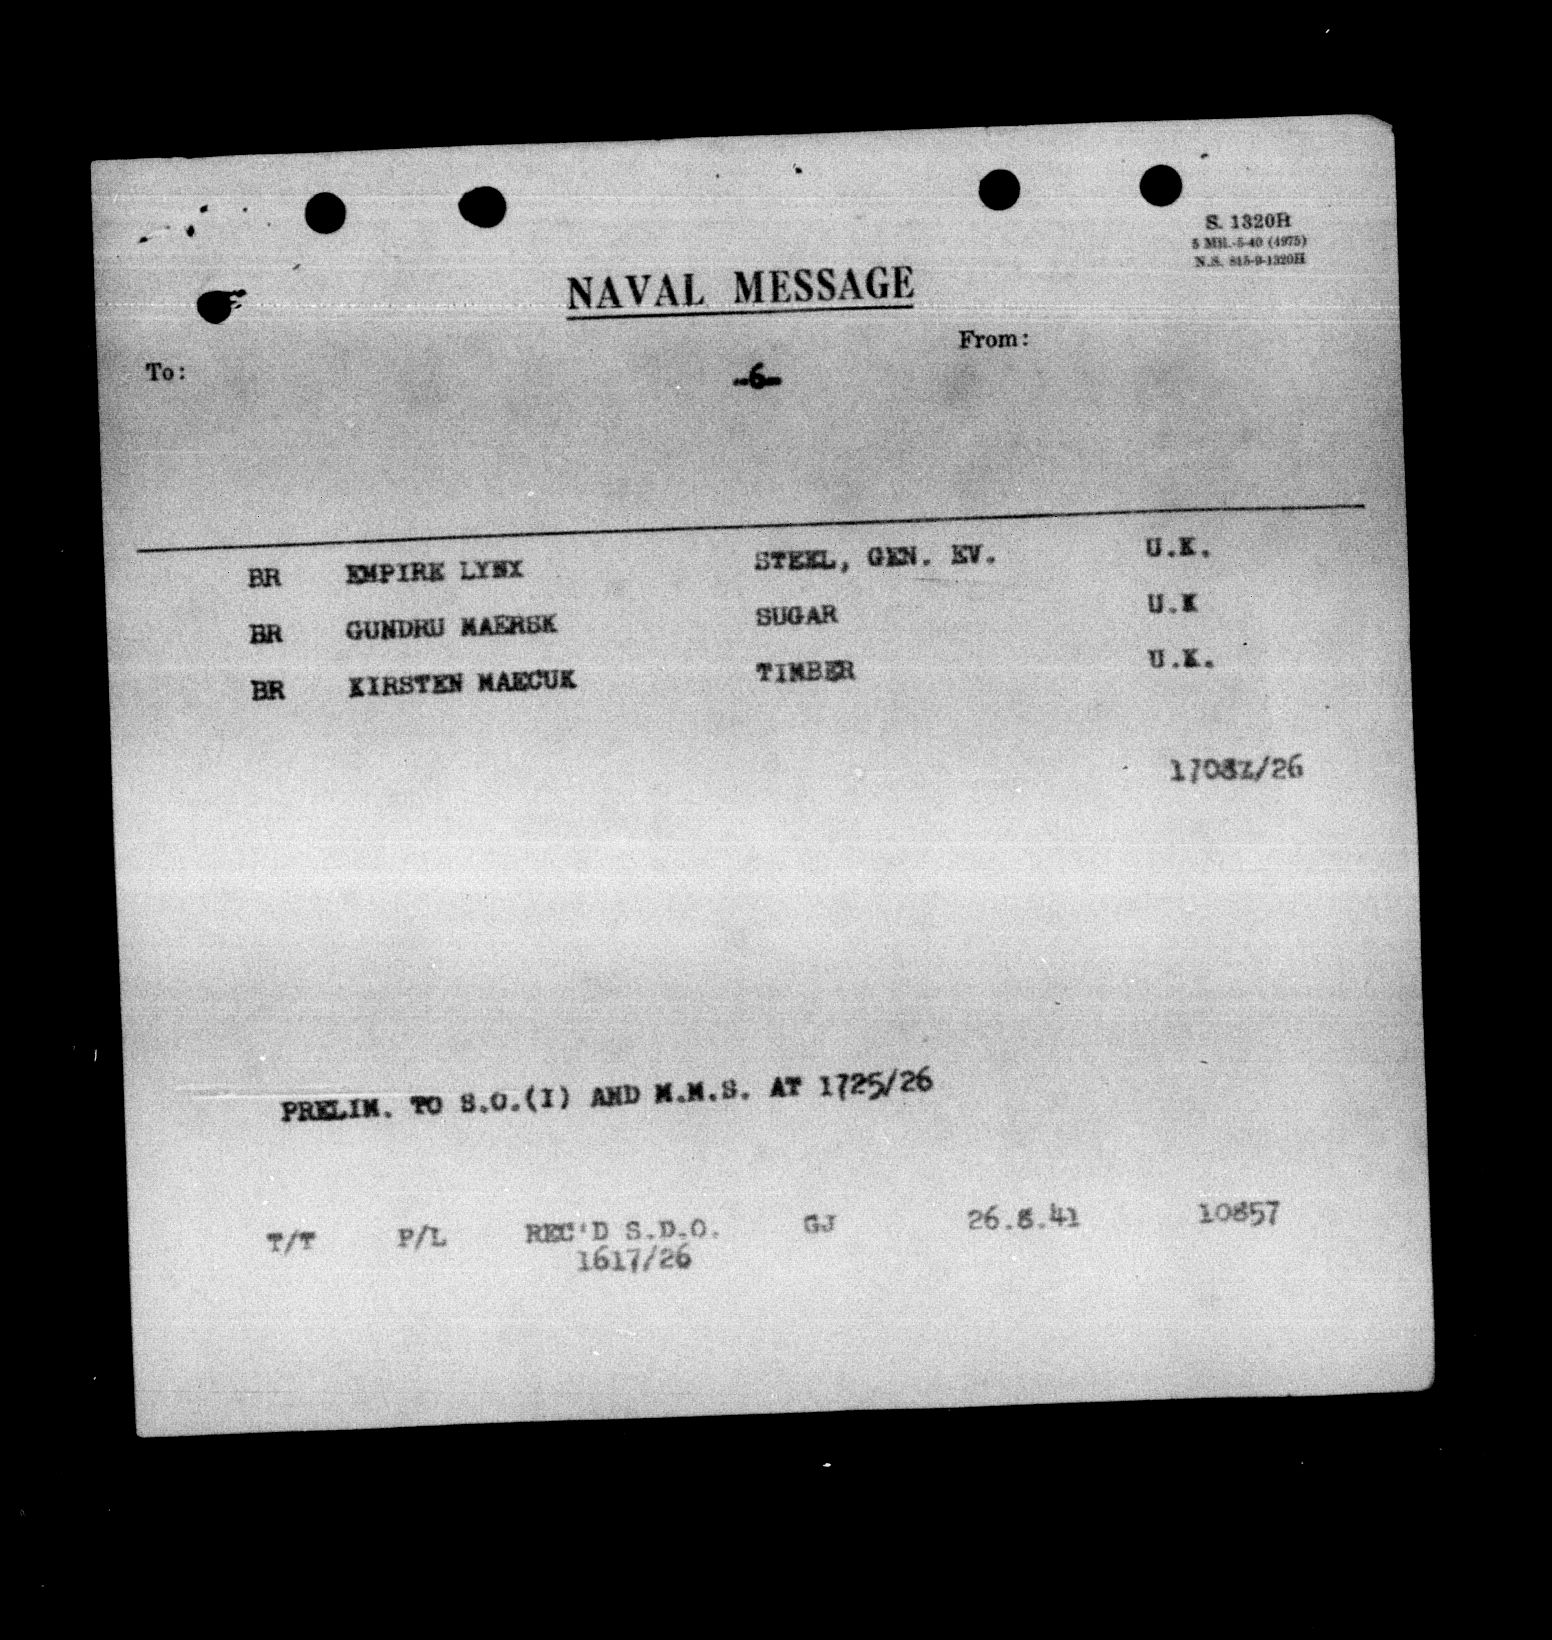 S. 1320H
5 MIL.-5-40 (4975)
N.S. 815-9-1320H
NAVAL MESSAGE
From:
To:
-6-
BR EMPIRE LYNX STEEL, GEN. EV. U.K.
BR GUNDRU MAERSK SUGAR U.K
BR KIRSTEN MAECUK TIMBER U.K.
1708Z/26
PRELIM. TO S.O.(I) AND M.M.S. AT 1725/26
T/T P/L REC'D S.D.O. GJ 26.8.41 10857
1617/26